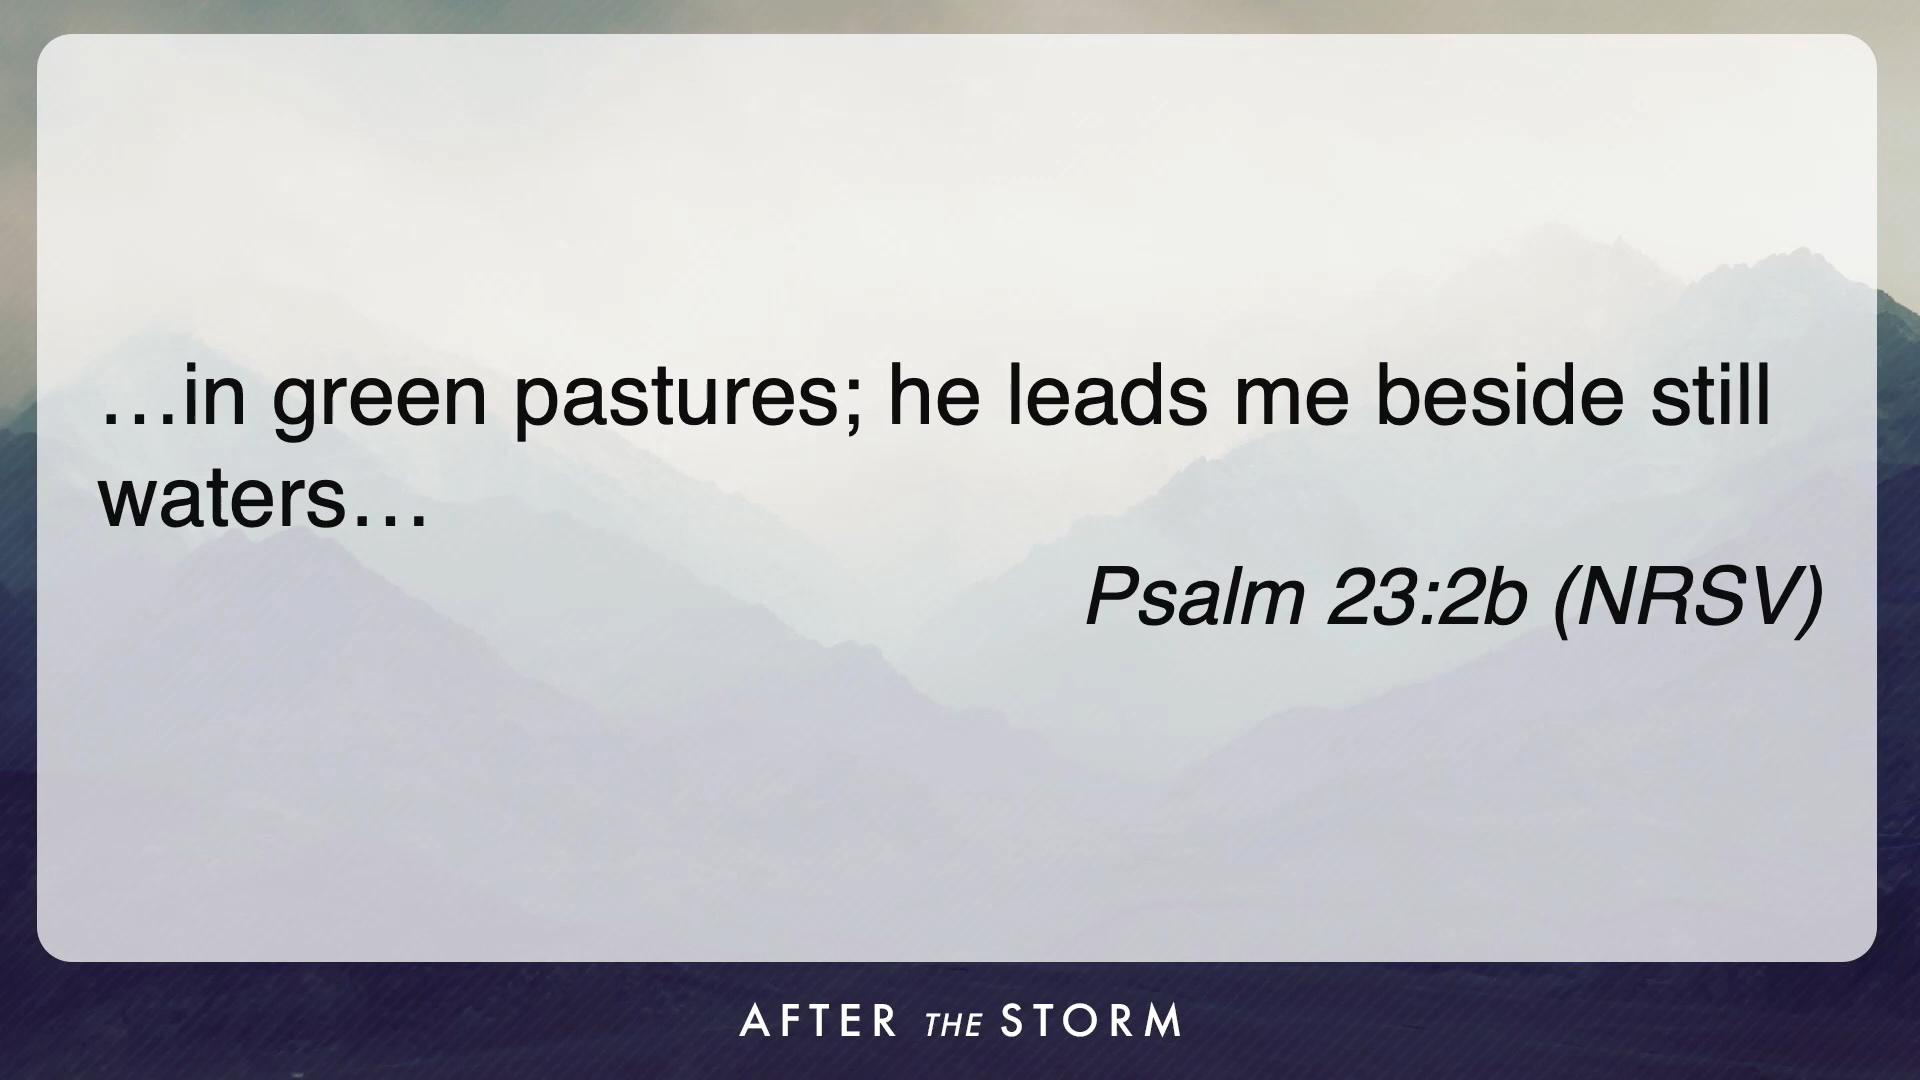 …in green pastures; he leads me beside still
waters…
Psalm 23:2b (NRSV)
AFTER THE STORM